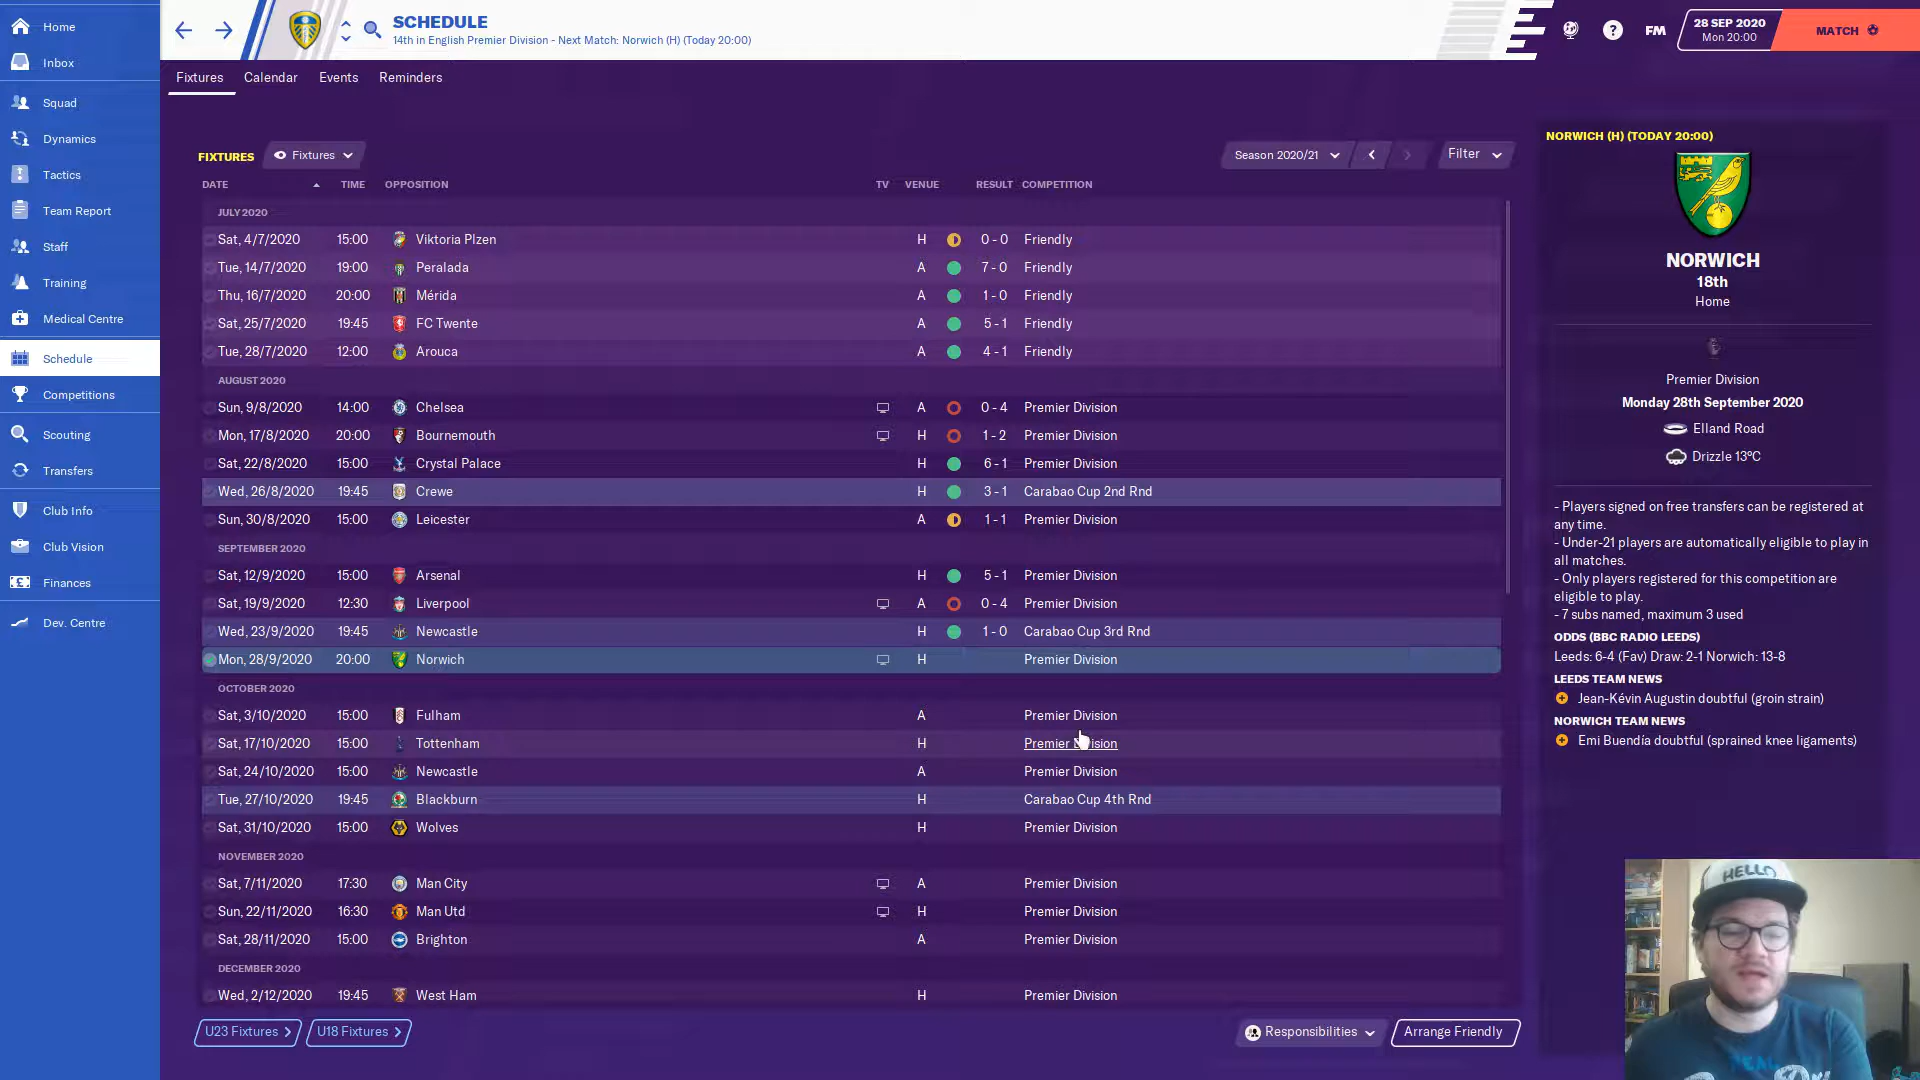 Home
Inbox
Squad
Dynamics
Tactics
Team Report
Staff
Training
Medical Centre
Schedule
Competitions
Scouting
Transfers
Club Info
Club Vision
Finances
Dev. Centre
SCHEDULE
14th in English Premier Division - Next Match: Norwich (H) (Today 20:00)
FM
28 SEP 2020
Mon 20:00
MATCH
Fixtures Calendar Events Reminders
FIXTURES Fixtures Season 2020/21 Filter
DATE TIME OPPOSITION TV VENUE RESULT COMPETITION
JULY 2020
Sat, 4/7/2020 15:00 Viktoria Plzen H 0 - 0 Friendly
Tue, 14/7/2020 19:00 Peralada A 7 - 0 Friendly
Thu, 16/7/2020 20:00 Mérida A 1 - 0 Friendly
Sat, 25/7/2020 19:45 FC Twente A 5 - 1 Friendly
Tue, 28/7/2020 12:00 Arouca A 4 - 1 Friendly
AUGUST 2020
Sun, 9/8/2020 14:00 Chelsea A 0 - 4 Premier Division
Mon, 17/8/2020 20:00 Bournemouth H 1 - 2 Premier Division
Sat, 22/8/2020 15:00 Crystal Palace H 6 - 1 Premier Division
Wed, 26/8/2020 19:45 Crewe H 3 - 1 Carabao Cup 2nd Rnd
Sun, 30/8/2020 15:00 Leicester A 1 - 1 Premier Division
SEPTEMBER 2020
Sat, 12/9/2020 15:00 Arsenal H 5 - 1 Premier Division
Sat, 19/9/2020 12:30 Liverpool A 0 - 4 Premier Division
Wed, 23/9/2020 19:45 Newcastle H 1 - 0 Carabao Cup 3rd Rnd
Mon, 28/9/2020 20:00 Norwich H Premier Division
OCTOBER 2020
Sat, 3/10/2020 15:00 Fulham A Premier Division
Sat, 17/10/2020 15:00 Tottenham H Premier Division
Sat, 24/10/2020 15:00 Newcastle A Premier Division
Tue, 27/10/2020 19:45 Blackburn H Carabao Cup 4th Rnd
Sat, 31/10/2020 15:00 Wolves H Premier Division
NOVEMBER 2020
Sat, 7/11/2020 17:30 Man City A Premier Division
Sun, 22/11/2020 16:30 Man Utd H Premier Division
Sat, 28/11/2020 15:00 Brighton A Premier Division
DECEMBER 2020
Wed, 2/12/2020 19:45 West Ham H Premier Division
U23 Fixtures U18 Fixtures Responsibilities Arrange Friendly
NORWICH (H) (TODAY 20:00)
NORWICH
18th
Home
Premier Division
Monday 28th September 2020
Elland Road
Drizzle 13ºC
- Players signed on free transfers can be registered at
any time.
- Under-21 players are automatically eligible to play in
all matches.
- Only players registered for this competition are
eligible to play.
- 7 subs named, maximum 3 used
ODDS (BBC RADIO LEEDS)
Leeds: 6-4 (Fav) Draw: 2-1 Norwich: 13-8
LEEDS TEAM NEWS
Jean-Kévin Augustin doubtful (groin strain)
NORWICH TEAM NEWS
Emi Buendía doubtful (sprained knee ligaments)
HELLO